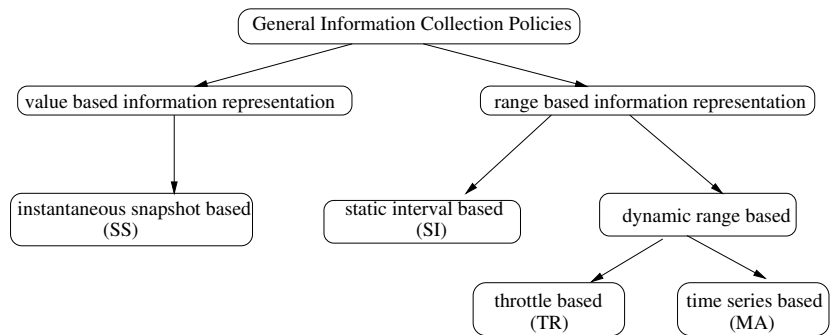 General Information Collection Policies
value based information representation
range based information representation
instantaneous snapshot based
(SS)
static interval based
(SI)
dynamic range based
throttle based
(TR)
time series based
(MA)